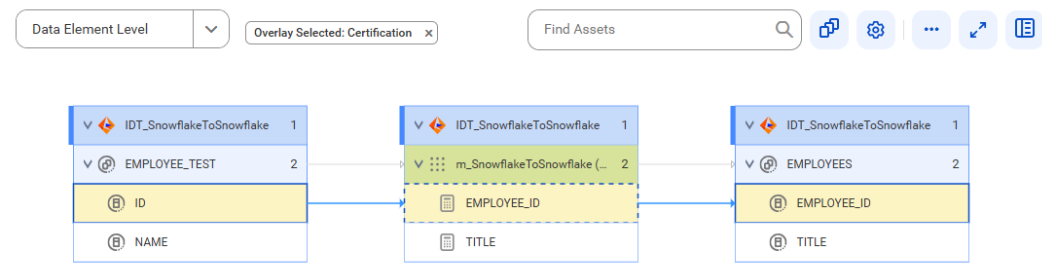 Data Element Level
Overlay Selected: Certification x
Find Assets
IDT_SnowflakeToSnowflake 1
EMPLOYEE_TEST 2
ID
NAME
IDT_SnowflakeToSnowflake 1
m_SnowflakeToSnowflake (... 2
EMPLOYEE_ID
TITLE
IDT_SnowflakeToSnowflake 1
EMPLOYEES 2
EMPLOYEE_ID
TITLE